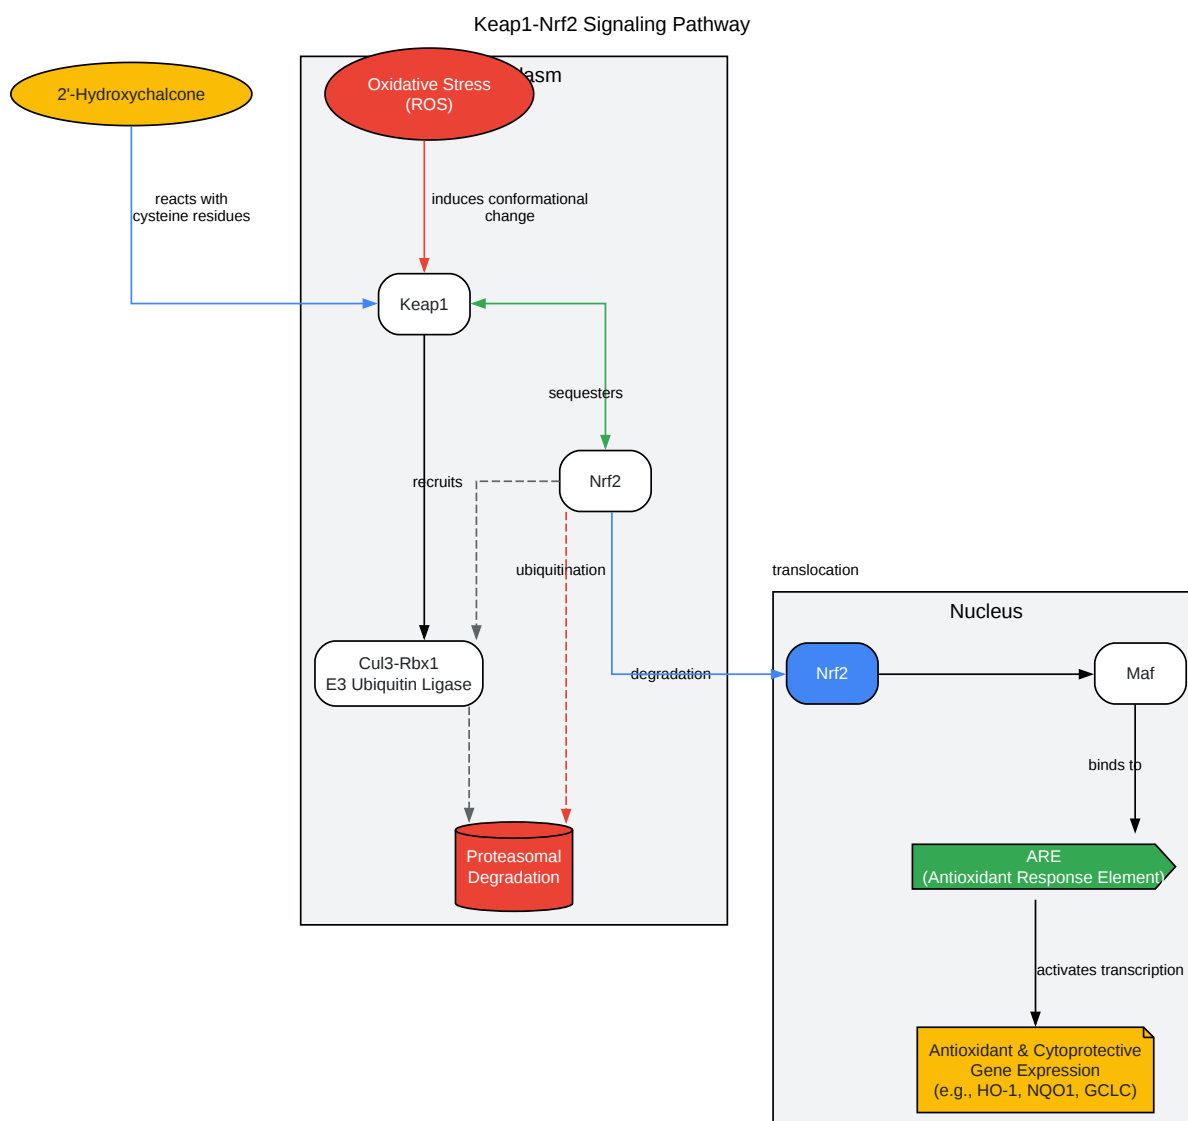 Keap1-Nrf2 Signaling Pathway
2'-Hydroxychalcone
Oxidative Stress
(ROS)
reacts with
cysteine residues
induces conformational
change
Keap1
sequesters
recruits
Nrf2
ubiquitination
translocation
Nucleus
Cul3-Rbx1
E3 Ubiquitin Ligase
degradation
Nrf2
Maf
binds to
Proteasomal
Degradation
ARE
(Antioxidant Response Element)
activates transcription
Antioxidant & Cytoprotective
Gene Expression
(e.g., HO-1, NQO1, GCLC)